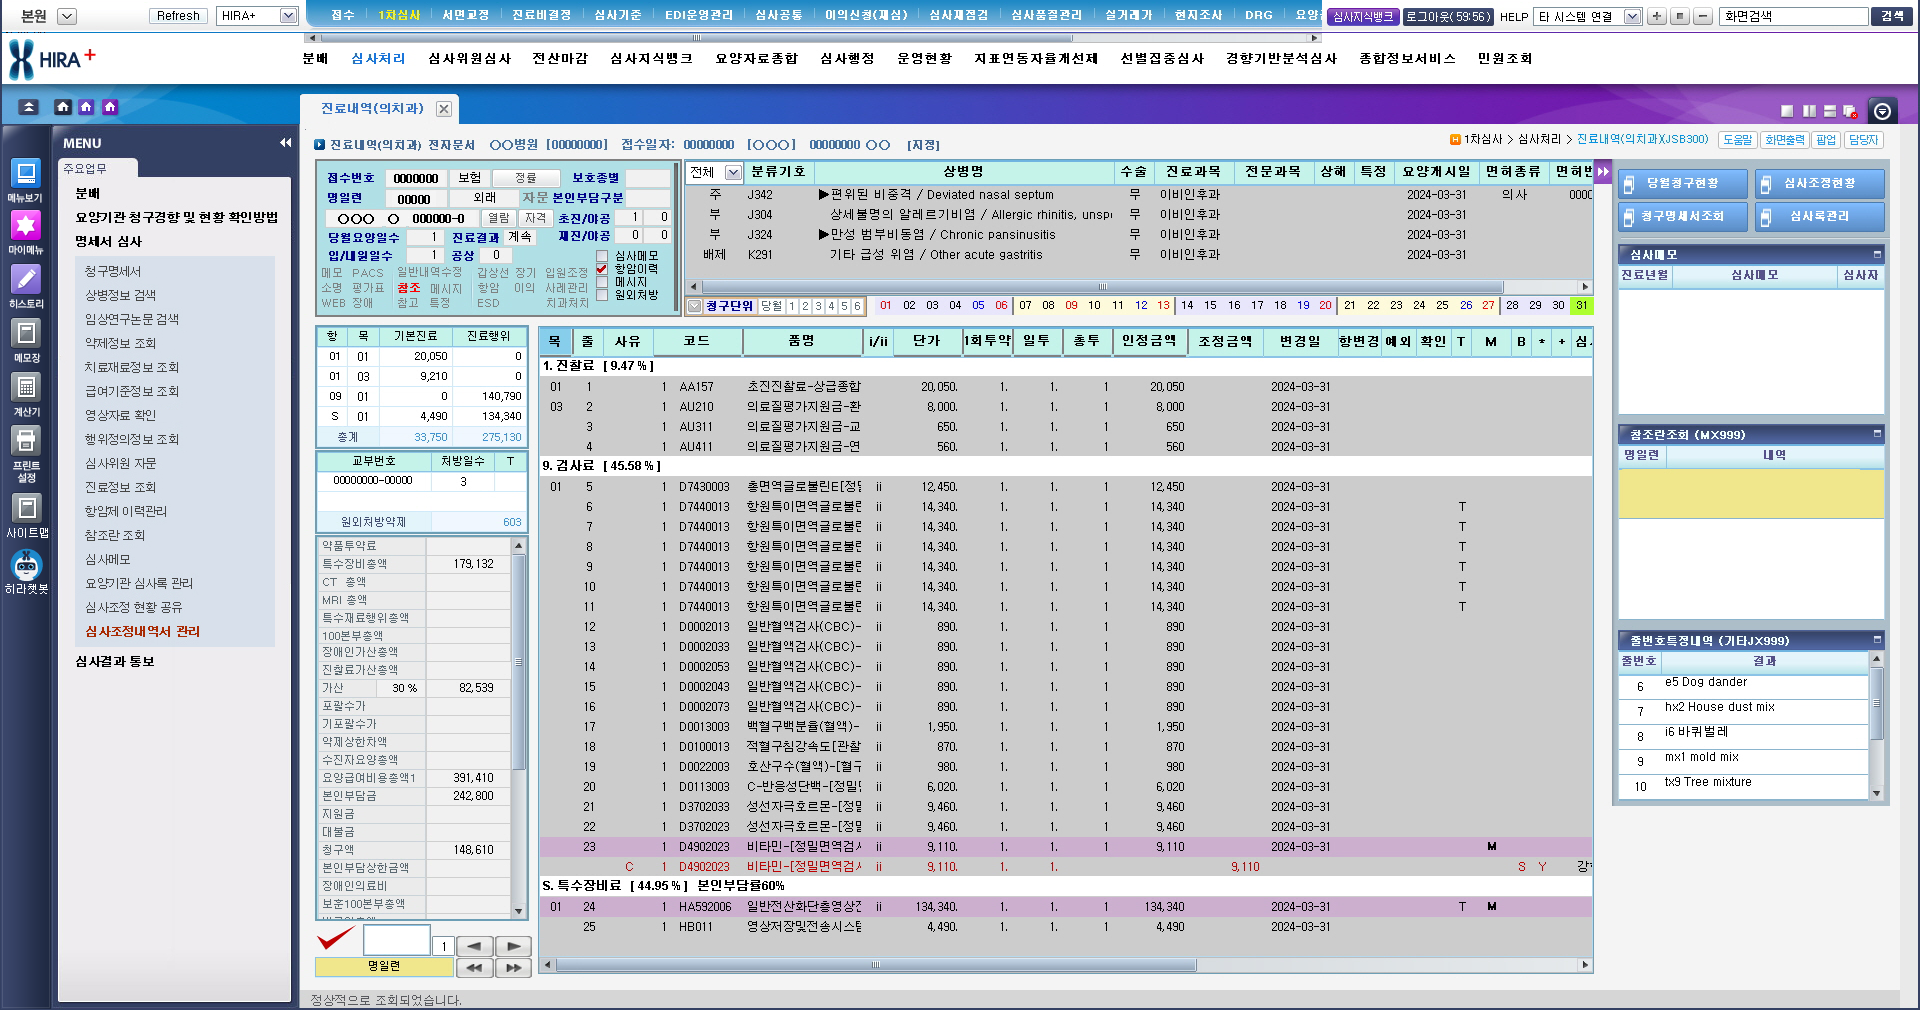 본원 Refresh HIRA+ 접수 1차심사 서면교정 진료비결정 심사기준 EDI운영관리 심사공통 이의신청(재심) 심사재점검 심사품질관리 실거래가 현지조사 DRG 요양 심사지식뱅크 로그아웃(59:56) HELP 타 시스템 연결 화면검색 검색
HIRA+ 분배 심사처리 심사위원심사 전산마감 심사지식뱅크 요양자료종합 심사행정 운영현황 지표연동자율개선제 선별집중심사 경향기반분석심사 종합정보서비스 민원조회
진료내역(의치과)
진료내역(의치과) 전자문서 ○○병원 [00000000] 접수일자: 00000000 [○○○] 00000000 ○○ [지정]
1차심사 > 심사처리 > 진료내역(의치과)(JSB300) 도움말 화면출력 팝업 담당자
메뉴보기
마이메뉴
히스토리
메모장
계산기
프린트
설정
사이트맵
히라챗봇
MENU
주요업무
분배
요양기관 청구경향 및 현황 확인방법
명세서 심사
청구명세서
상병정보 검색
임상연구논문 검색
약제정보 조회
치료재료정보 조회
급여기준정보 조회
영상자료 확인
행위정의정보 조회
심사위원 자문
진료정보 조회
항암제 이력관리
참조란 조회
심사메모
요양기관 심사록 관리
심사조정 현황 공유
심사조정내역서 관리
심사결과 통보
접수번호 0000000 보험 정률 보호종별
명일련 00000 외래 자문 본인부담구분
○○○ ○ 000000-0 열람 자격 초진/야공 1 0
당월요양일수 1 진료결과 계속 재진/야공 0 0
입/내원일수 1 공상 0
심사메모
항암이력
메시지
원외처방
메모 PACS 일반내역수정 갑상선 장기 입원조정
소명 평가표 참조 메시지 항암 이의 사례관리
WEB 장애 참고 특정 ESD 치과처치
전체 분류기호 상병명 수술 진료과목 전문과목 상해 특정 요양개시일 면허종류 면허번
주 J342 ▶편위된 비중격 / Deviated nasal septum 무 이비인후과 2024-03-31 의사 0000
부 J304 상세불명의 알레르기비염 / Allergic rhinitis, unsp 무 이비인후과 2024-03-31
부 J324 ▶만성 범부비동염 / Chronic pansinusitis 무 이비인후과 2024-03-31
배제 K291 기타 급성 위염 / Other acute gastritis 무 이비인후과 2024-03-31
청구단위 당월 1 2 3 4 5 6 01 02 03 04 05 06 07 08 09 10 11 12 13 14 15 16 17 18 19 20 21 22 23 24 25 26 27 28 29 30 31
항 목 기본진료 진료행위
01 01 20,050 0
01 03 9,210 0
09 01 0 140,790
S 01 4,490 134,340
총계 33,750 275,130
교부번호 처방일수 T
00000000-00000 3
원외처방약제 603
약품투약료
특수장비총액 179,132
CT 총액
MRI 총액
특수재료행위총액
100본부총액
장애인가산총액
진찰료가산총액
가산 30 % 82,539
포괄수가
기포괄수가
약제상한차액
수진자요양총액
요양급여비용총액1 391,410
본인부담금 242,800
지원금
대불금
청구액 148,610
본인부담상한금액
장애인의료비
보훈100본부총액
1
명일련
목 줄 사유 코드 품명 i/ii 단가 1회투약 일투 총투 인정금액 조정금액 변경일 항변경 예외 확인 T M B * + 심사
1. 진찰료 [ 9.47 % ]
01 1 1 AA157 초진진찰료-상급종합 20,050. 1. 1. 1 20,050 2024-03-31
03 2 1 AU210 의료질평가지원금-환 8,000. 1. 1. 1 8,000 2024-03-31
3 1 AU311 의료질평가지원금-교 650. 1. 1. 1 650 2024-03-31
4 1 AU411 의료질평가지원금-연 560. 1. 1. 1 560 2024-03-31
9. 검사료 [ 45.58 % ]
01 5 1 D7430003 총면역글로불린E[정밀 ii 12,450. 1. 1. 1 12,450 2024-03-31
6 1 D7440013 항원특이면역글로불린 ii 14,340. 1. 1. 1 14,340 2024-03-31 T
7 1 D7440013 항원특이면역글로불린 ii 14,340. 1. 1. 1 14,340 2024-03-31 T
8 1 D7440013 항원특이면역글로불린 ii 14,340. 1. 1. 1 14,340 2024-03-31 T
9 1 D7440013 항원특이면역글로불린 ii 14,340. 1. 1. 1 14,340 2024-03-31 T
10 1 D7440013 항원특이면역글로불린 ii 14,340. 1. 1. 1 14,340 2024-03-31 T
11 1 D7440013 항원특이면역글로불린 ii 14,340. 1. 1. 1 14,340 2024-03-31 T
12 1 D0002013 일반혈액검사(CBC)- ii 890. 1. 1. 1 890 2024-03-31
13 1 D0002033 일반혈액검사(CBC)- ii 890. 1. 1. 1 890 2024-03-31
14 1 D0002053 일반혈액검사(CBC)- ii 890. 1. 1. 1 890 2024-03-31
15 1 D0002043 일반혈액검사(CBC)- ii 890. 1. 1. 1 890 2024-03-31
16 1 D0002073 일반혈액검사(CBC)- ii 890. 1. 1. 1 890 2024-03-31
17 1 D0013003 백혈구백분율(혈액)- ii 1,950. 1. 1. 1 1,950 2024-03-31
18 1 D0100013 적혈구침강속도[관찰 ii 870. 1. 1. 1 870 2024-03-31
19 1 D0022003 호산구수(혈액)-[혈구 ii 980. 1. 1. 1 980 2024-03-31
20 1 D0113003 C-반응성단백-[정밀면 ii 6,020. 1. 1. 1 6,020 2024-03-31
21 1 D3702033 성선자극호르몬-[정밀 ii 9,460. 1. 1. 1 9,460 2024-03-31
22 1 D3702023 성선자극호르몬-[정밀 ii 9,460. 1. 1. 1 9,460 2024-03-31
23 1 D4902023 비타민-[정밀면역검사 ii 9,110. 1. 1. 1 9,110 2024-03-31 M
C 1 D4902023 비타민-[정밀면역검사 ii 9,110. 1. 1. 9,110 S Y
S. 특수장비료 [ 44.95 % ] 본인부담률60%
01 24 1 HA592006 일반전산화단층영상진 ii 134,340. 1. 1. 1 134,340 2024-03-31 T M
25 1 HB011 영상저장및전송시스템 4,490. 1. 1. 1 4,490 2024-03-31
당월청구현황 심사조정현황
청구명세서조회 심사록관리
심사메모
진료년월 심사메모 심사자
참조란조회 (MX999)
명일련 내역
줄번호특정내역 (기타JX999)
줄번호 결과
6 e5 Dog dander
7 hx2 House dust mix
8 i6 바퀴벌레
9 mx1 mold mix
10 tx9 Tree mixture
정상적으로 조회되었습니다.